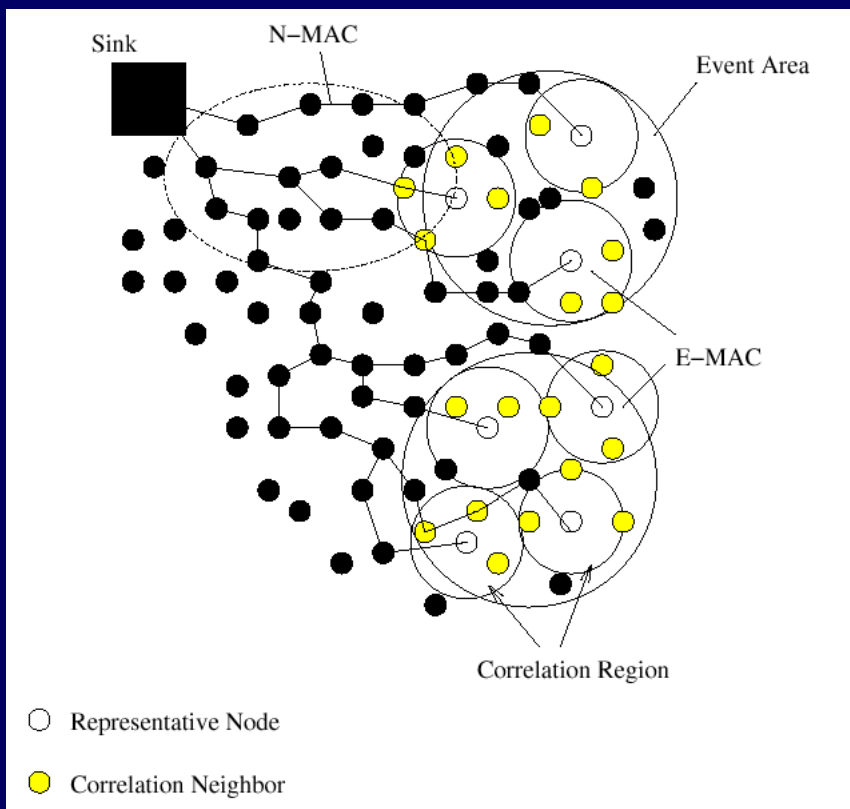 Sink
N−MAC
Event Area
E−MAC
Correlation Region
Representative Node
Correlation Neighbor